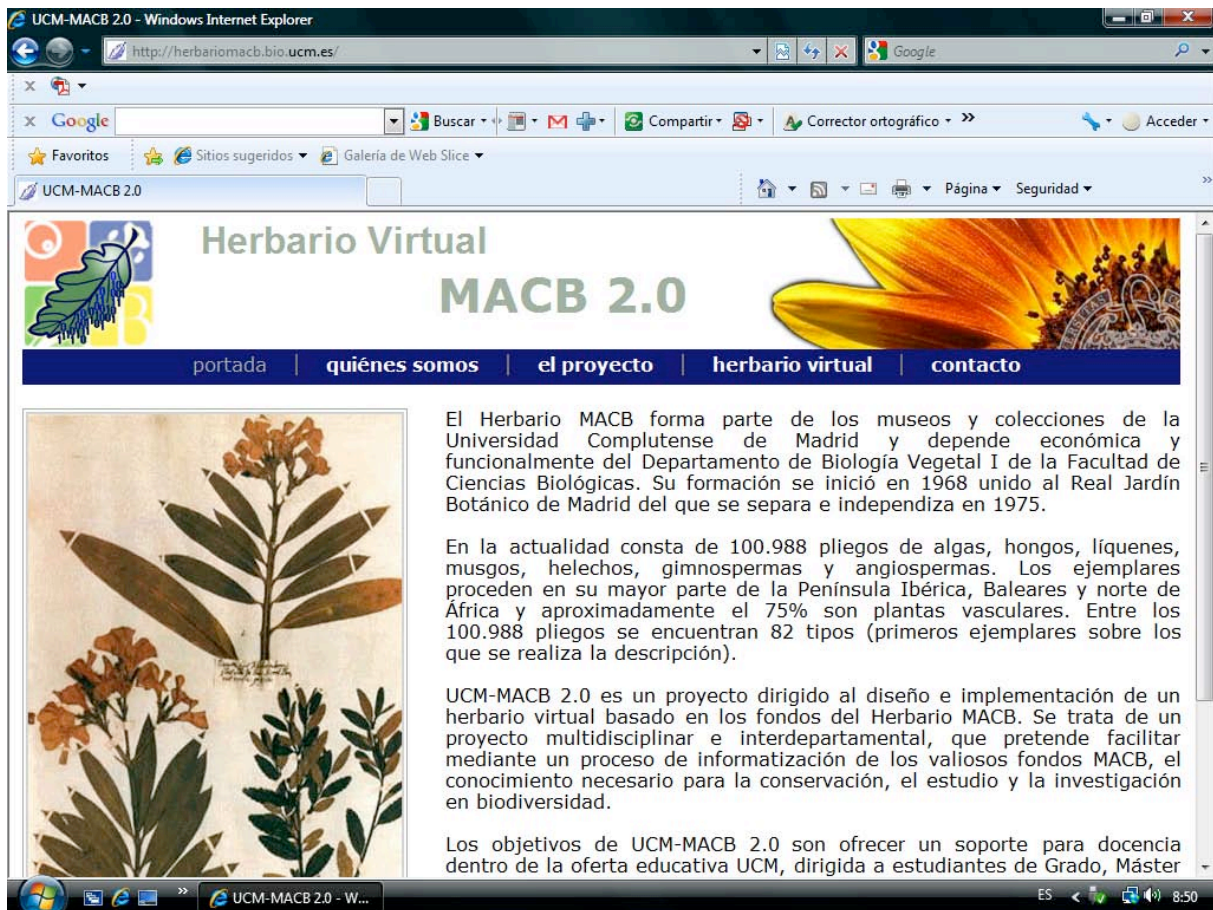 UCM-MACB 2.0 - Windows Internet Explorer
http://herbariomacb.bio.ucm.es/
Google
x
x Google Buscar Compartir Corrector ortográfico » Acceder
Favoritos Sitios sugeridos Galería de Web Slice
UCM-MACB 2.0 Página Seguridad »
Herbario Virtual
MACB 2.0
portada | quiénes somos | el proyecto | herbario virtual | contacto
El Herbario MACB forma parte de los museos y colecciones de la
Universidad Complutense de Madrid y depende económica y
funcionalmente del Departamento de Biología Vegetal I de la Facultad de
Ciencias Biológicas. Su formación se inició en 1968 unido al Real Jardín
Botánico de Madrid del que se separa e independiza en 1975.
En la actualidad consta de 100.988 pliegos de algas, hongos, líquenes,
musgos, helechos, gimnospermas y angiospermas. Los ejemplares
proceden en su mayor parte de la Península Ibérica, Baleares y norte de
África y aproximadamente el 75% son plantas vasculares. Entre los
100.988 pliegos se encuentran 82 tipos (primeros ejemplares sobre los
que se realiza la descripción).
UCM-MACB 2.0 es un proyecto dirigido al diseño e implementación de un
herbario virtual basado en los fondos del Herbario MACB. Se trata de un
proyecto multidisciplinar e interdepartamental, que pretende facilitar
mediante un proceso de informatización de los valiosos fondos MACB, el
conocimiento necesario para la conservación, el estudio y la investigación
en biodiversidad.
Los objetivos de UCM-MACB 2.0 son ofrecer un soporte para docencia
dentro de la oferta educativa UCM, dirigida a estudiantes de Grado, Máster
» UCM-MACB 2.0 - W... ES < 8:50